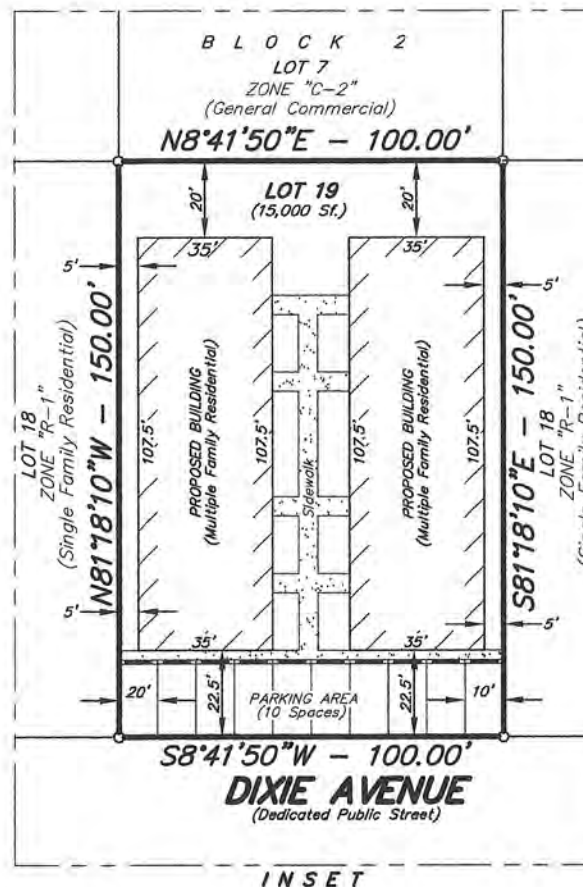 B L O C K 2
LOT 7
ZONE "C-2"
(General Commercial)
N8°41'50"E – 100.00'
LOT 19
(15,000 Sf.)
20'
20'
35'
35'
5'
5'
LOT 18
ZONE "R-1"
(Single Family Residential)
N81°18'10"W – 150.00'
107.5'
PROPOSED BUILDING
(Multiple Family Residential)
107.5'
Sidewalk
107.5'
PROPOSED BUILDING
(Multiple Family Residential)
107.5'
S81°18'10"E – 150.00'
LOT 18
5'
5'
35'
35'
20'
22.5'
PARKING AREA
(10 Spaces)
22.5'
10'
S8°41'50"W – 100.00'
DIXIE AVENUE
(Dedicated Public Street)
I N S E T